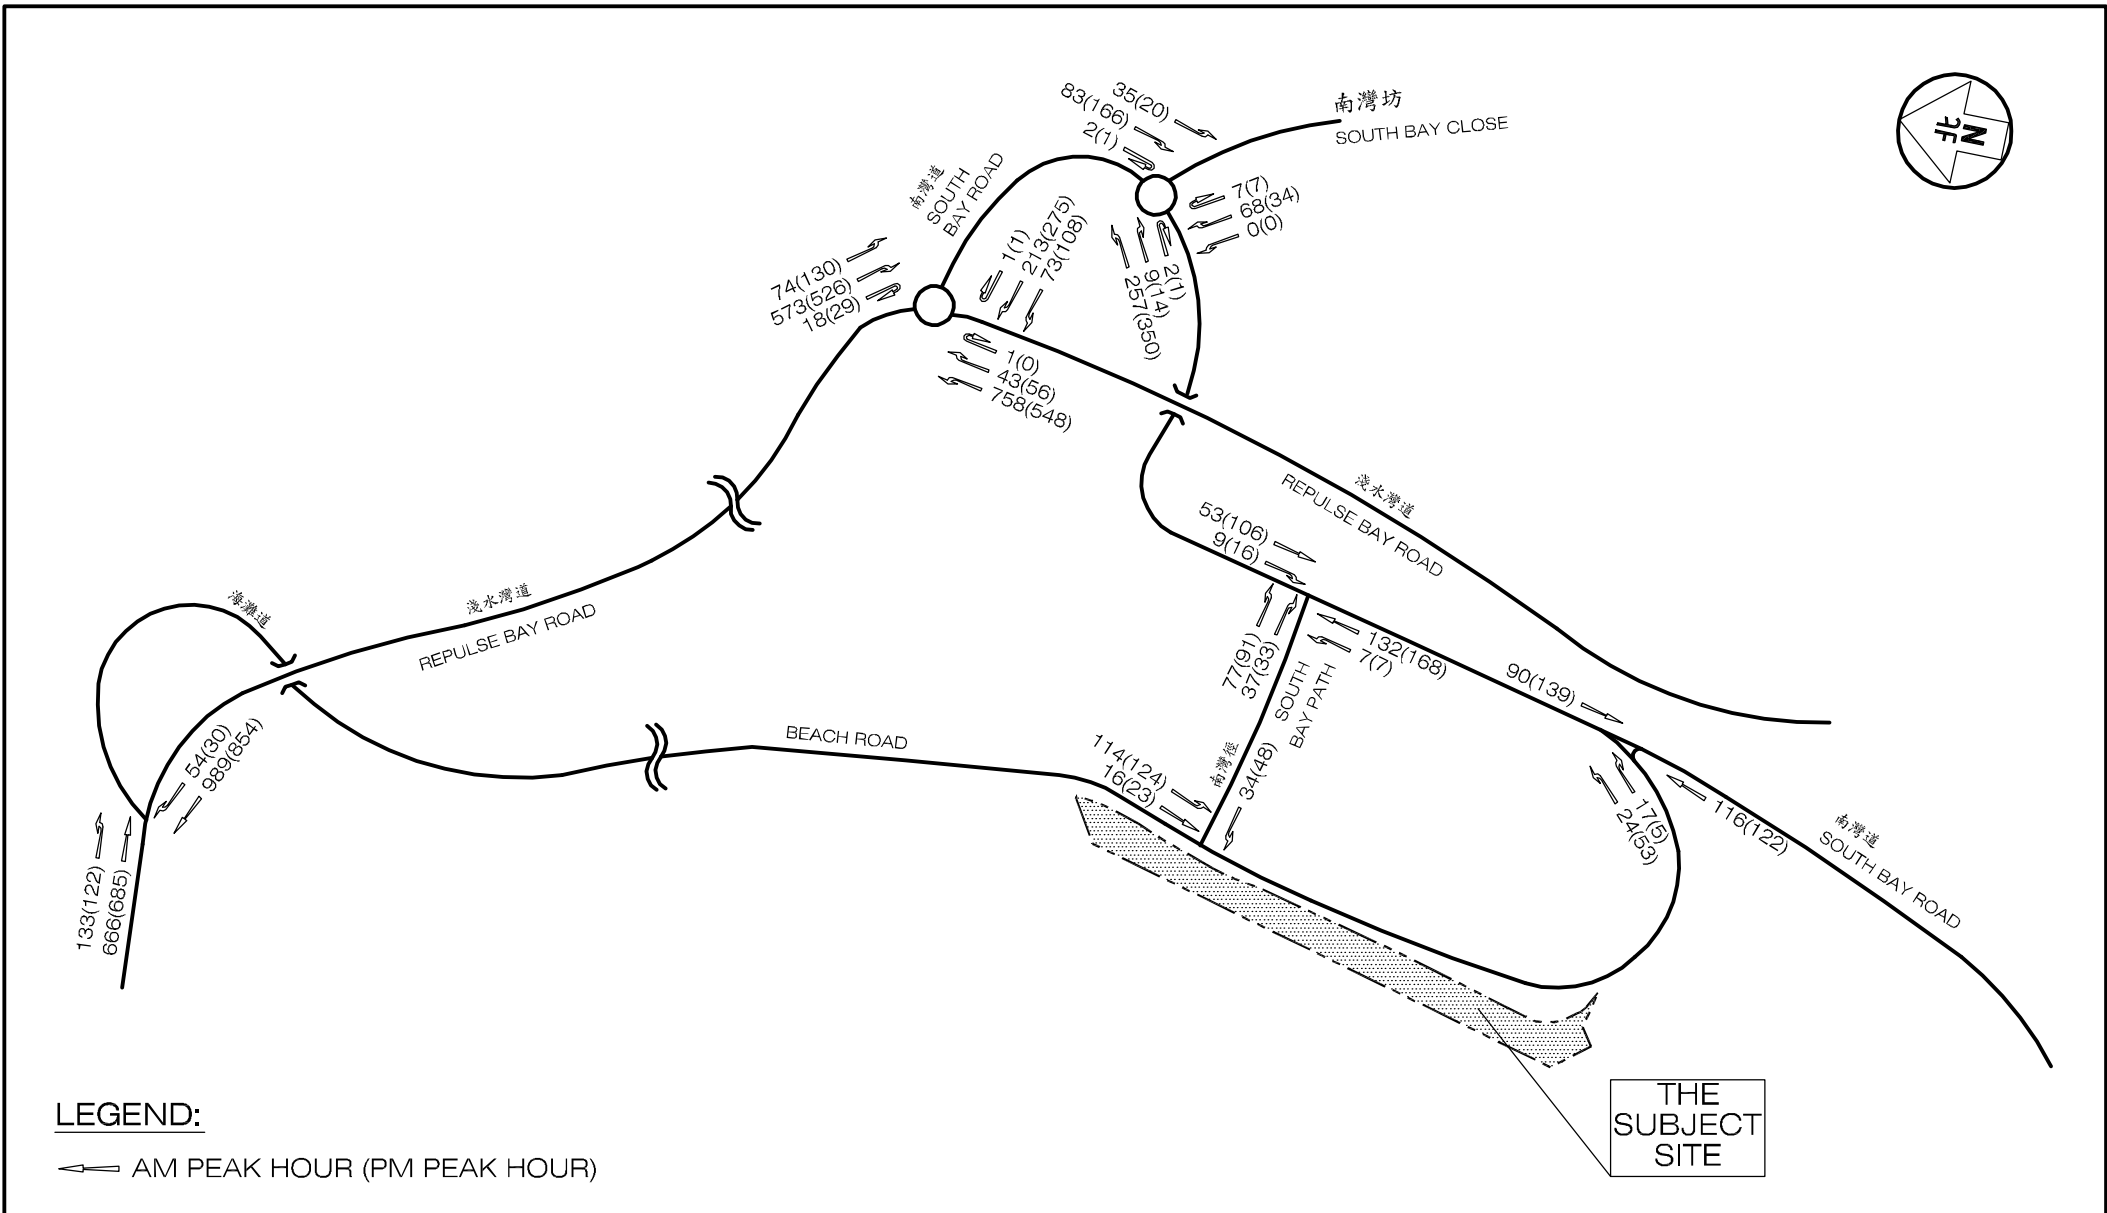 35(20)
83(166)
2(1)
南灣坊
SOUTH BAY CLOSE
北
N
南灣道
SOUTH
BAY ROAD
7(7)
68(34)
0(0)
74(130)
573(526)
18(29)
1(1)
213(275)
73(108)
2(1)
9(14)
257(350)
1(0)
43(56)
758(548)
淺水灣道
REPULSE BAY ROAD
53(106)
9(16)
海灘道
淺水灣道
REPULSE BAY ROAD
77(91)
37(33)
132(168)
7(7)
SOUTH
BAY PATH
南灣徑
90(139)
54(30)
989(854)
BEACH ROAD
114(124)
16(23)
34(48)
17(5)
24(53)
116(122)
南灣道
SOUTH BAY ROAD
133(122)
666(685)
THE
SUBJECT
SITE
LEGEND:
AM PEAK HOUR (PM PEAK HOUR)